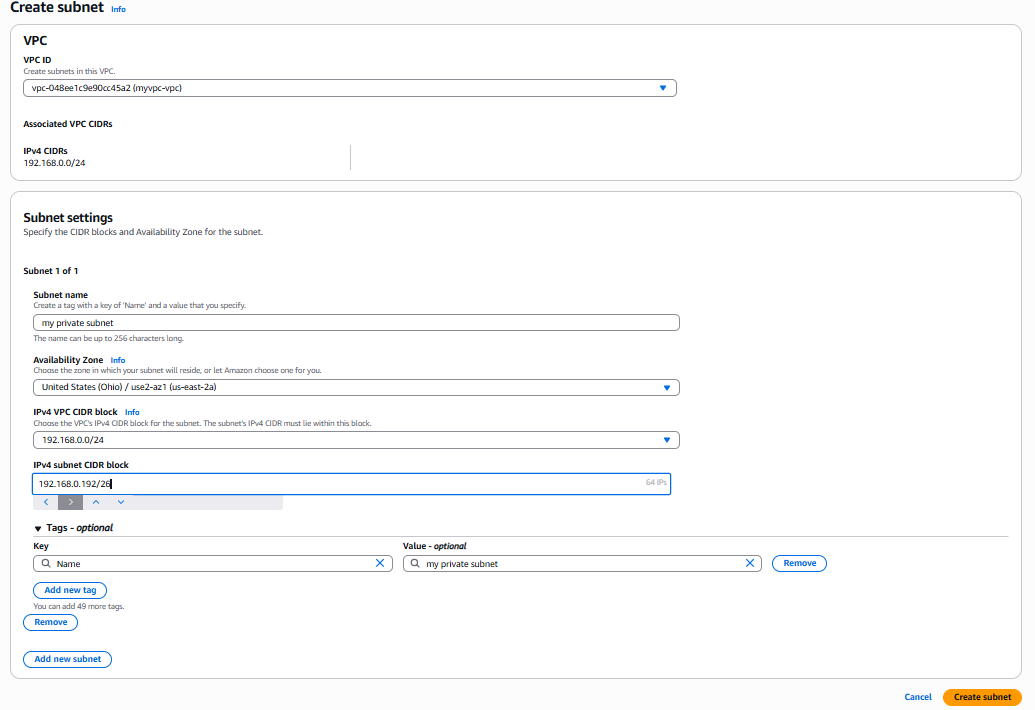 Create subnet Info
VPC
VPC ID
Create subnets in this VPC.
vpc-048ee1c9e90cc45a2 (myvpc-vpc)
Associated VPC CIDRs
IPv4 CIDRs
192.168.0.0/24
Subnet settings
Specify the CIDR blocks and Availability Zone for the subnet.
Subnet 1 of 1
Subnet name
Create a tag with a key of 'Name' and a value that you specify.
my private subnet
The name can be up to 256 characters long.
Availability Zone Info
Choose the zone in which your subnet will reside, or let Amazon choose one for you.
United States (Ohio) / use2-az1 (us-east-2a)
IPv4 VPC CIDR block Info
Choose the VPC's IPv4 CIDR block for the subnet. The subnet's IPv4 CIDR must lie within this block.
192.168.0.0/24
IPv4 subnet CIDR block
192.168.0.192/26 64 IPs
Tags - optional
Key Value - optional
Name my private subnet Remove
Add new tag
You can add 49 more tags.
Remove
Add new subnet
Cancel Create subnet